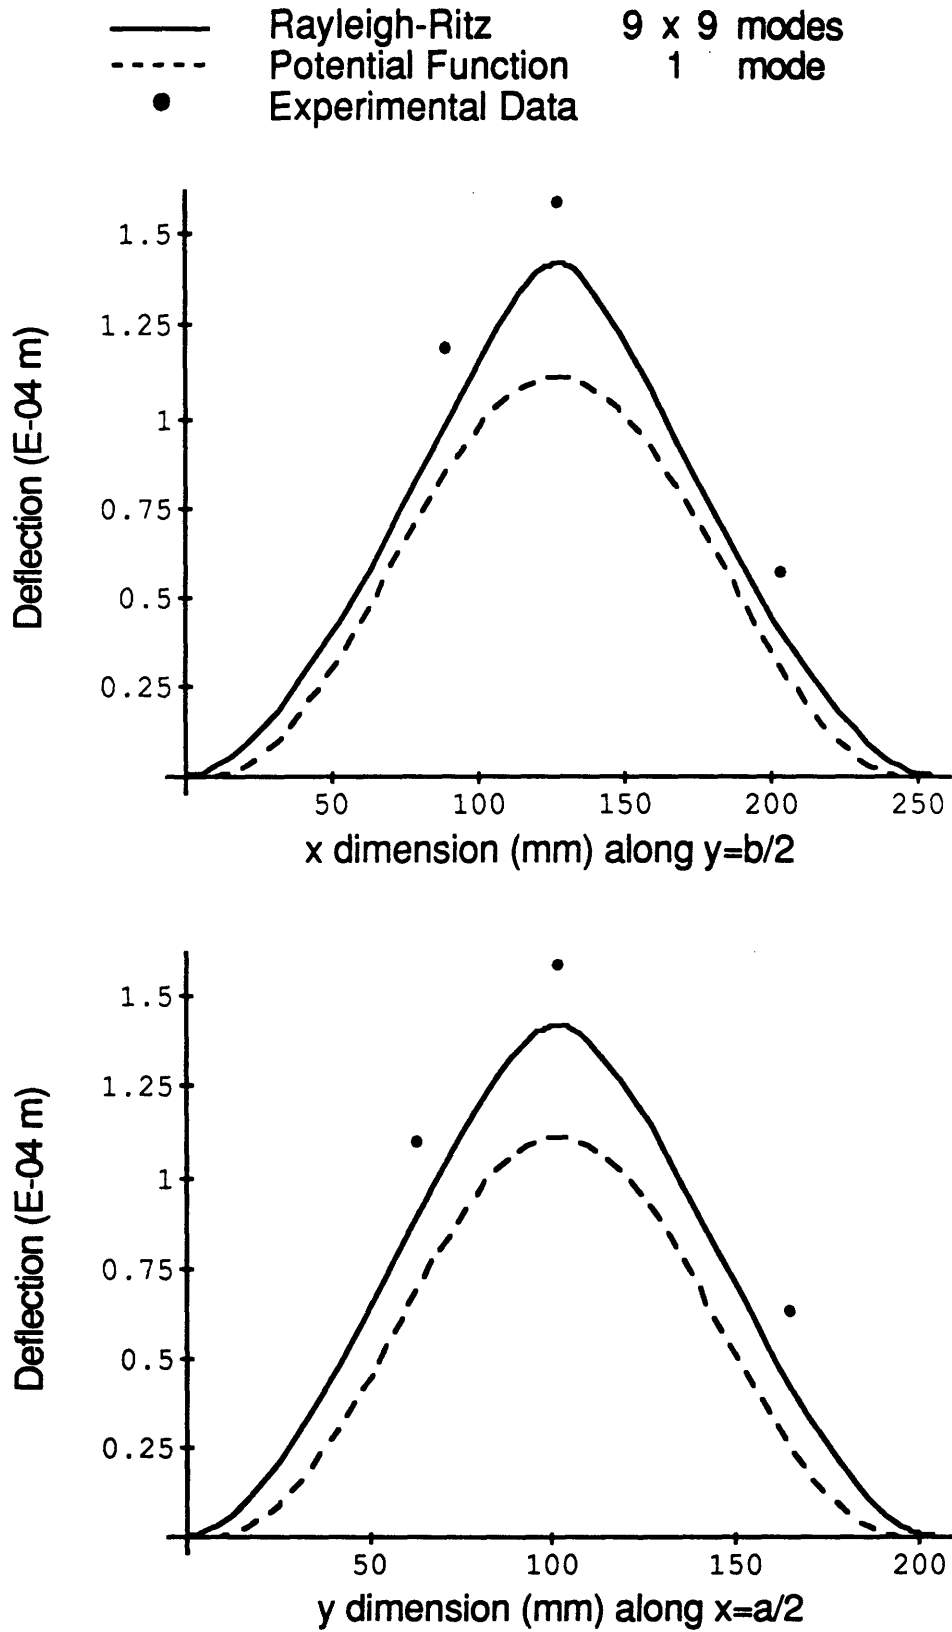 Rayleigh-Ritz 9 x 9 modes
Potential Function 1 mode
Experimental Data
Deflection (E-04 m)
1.5
1.25
1
0.75
0.5
0.25
50 100 150 200 250
x dimension (mm) along y=b/2
Deflection (E-04 m)
1.5
1.25
1
0.75
0.5
0.25
50 100 150 200
y dimension (mm) along x=a/2